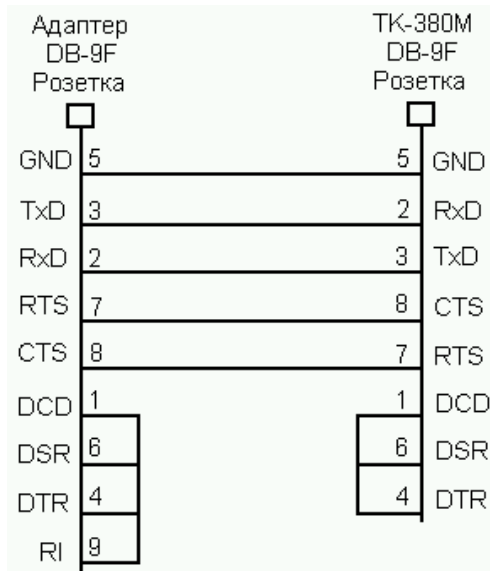 Адаптер
DB-9F
Розетка
TK-380M
DB-9F
Розетка
GND 5 5 GND
TxD 3 2 RxD
RxD 2 3 TxD
RTS 7 8 CTS
CTS 8 7 RTS
DCD 1 1 DCD
DSR 6 6 DSR
DTR 4 4 DTR
RI 9